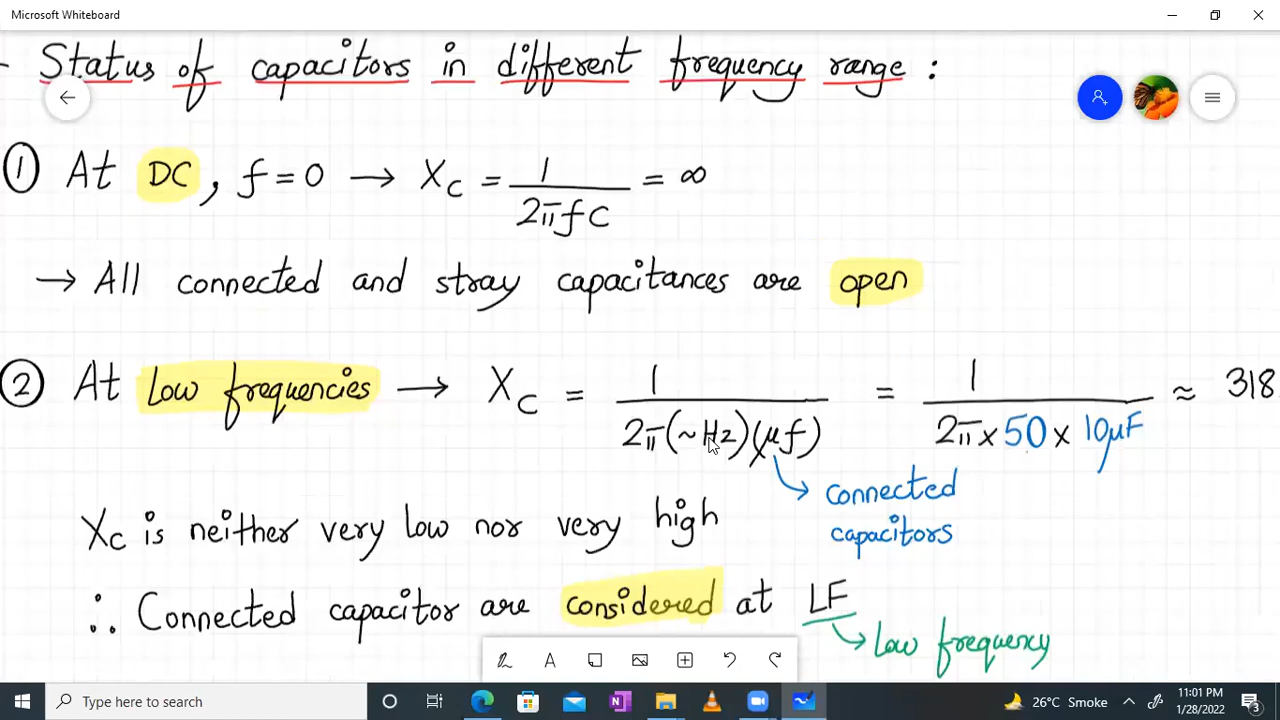 Microsoft Whiteboard
- Status of capacitors in different frequency range :
① At DC, f = 0 → Xc = 1 / 2πfC = ∞
→ All connected and stray capacitances are open
② At Low frequencies → Xc = 1 / 2π(~Hz)(μf) = 1 / 2π x 50 x 10μF ≈ 318
connected
capacitors
Xc is neither very low nor very high
∴ Connected capacitor are considered at LF
Low frequency
Type here to search
26°C Smoke
11:01 PM
1/28/2022
3